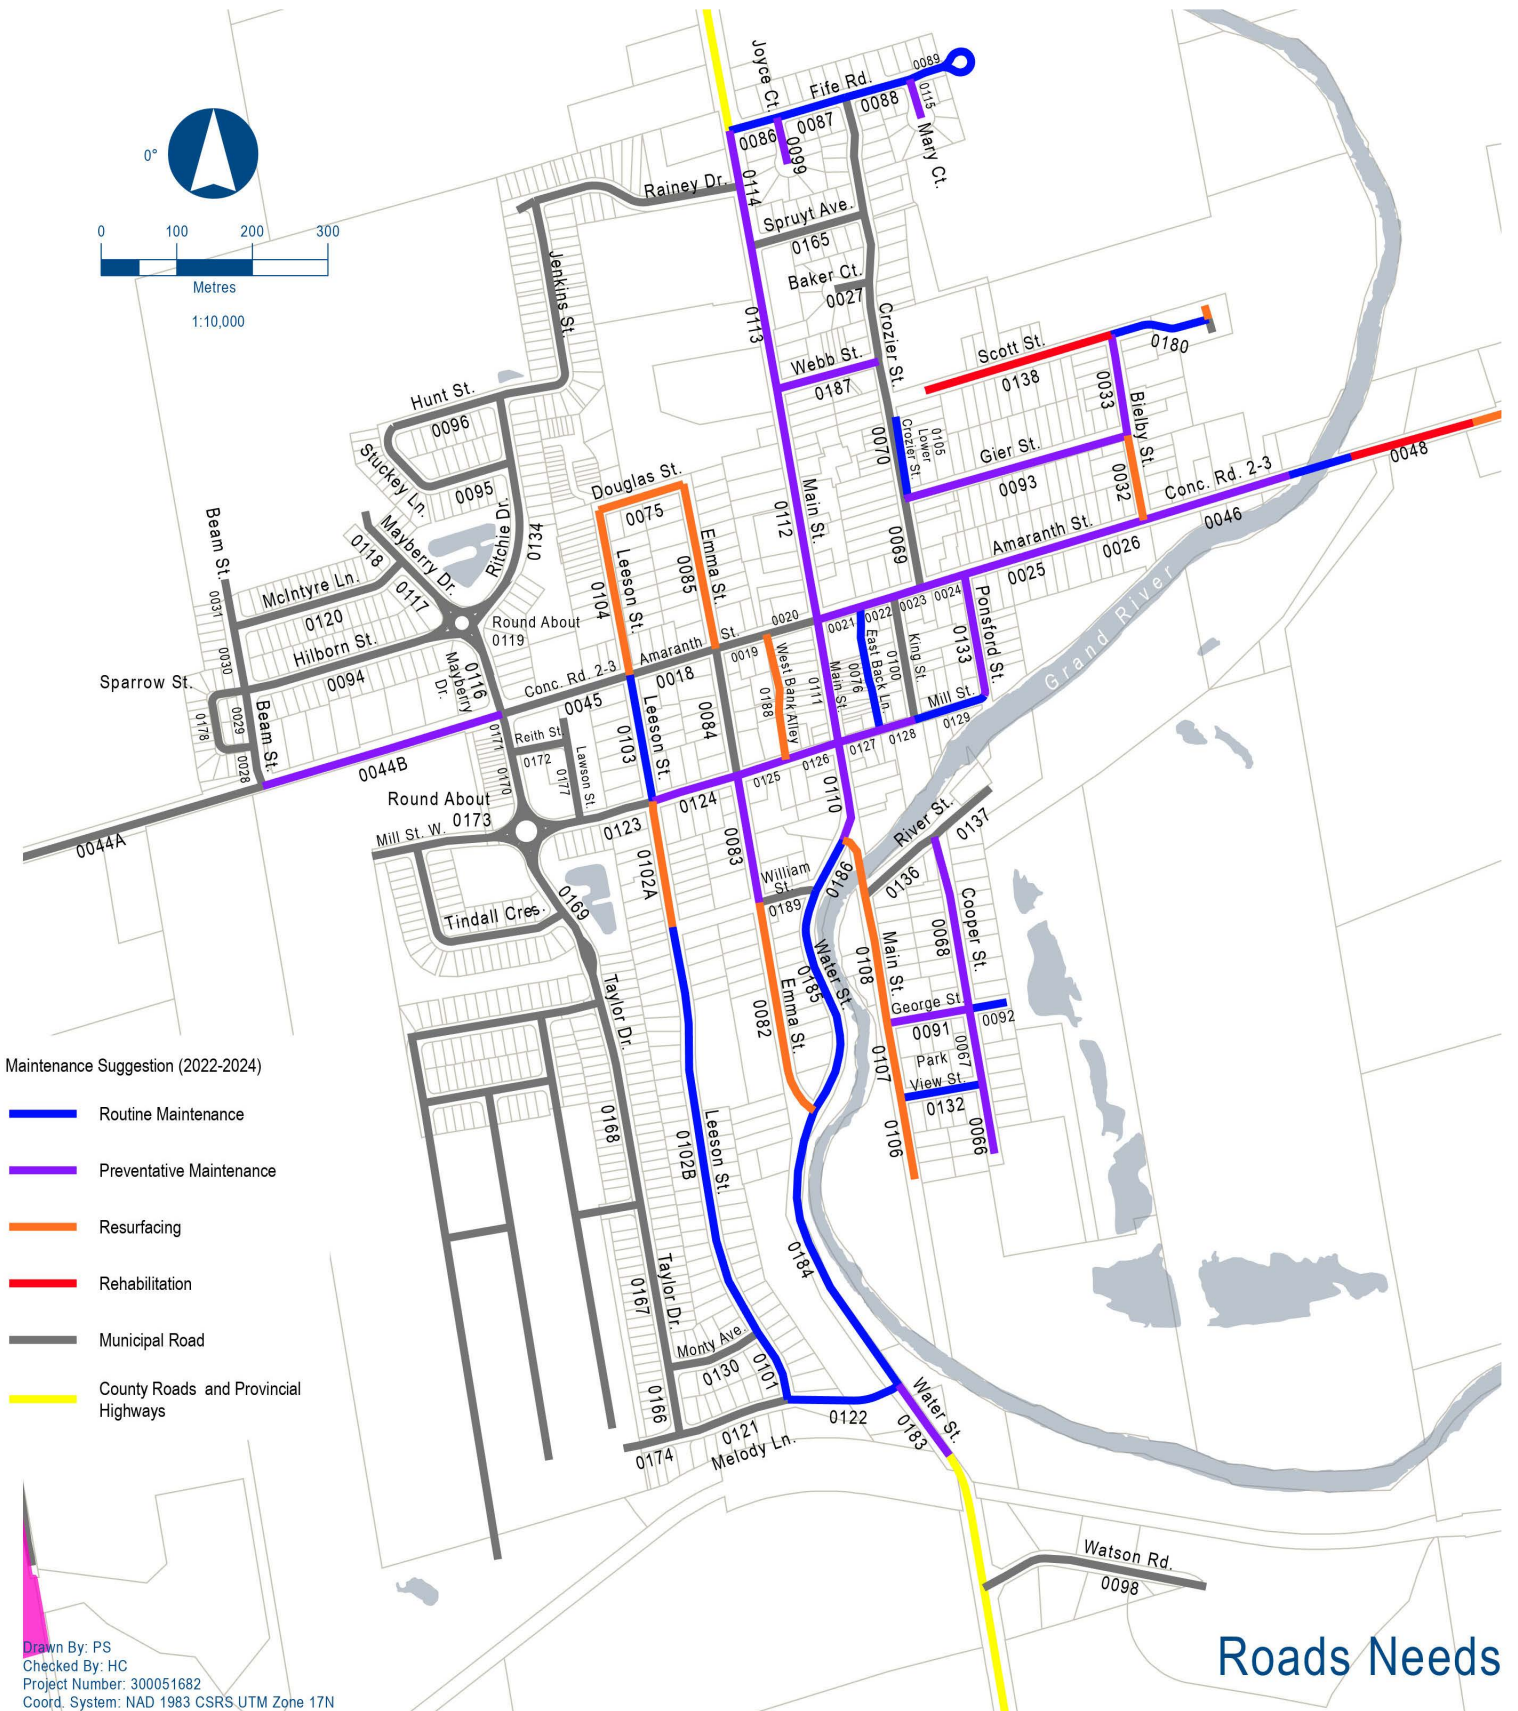 Joyce Ct.
Fife Rd.
0089
0088
0115
0087
0086
0099
Mary Ct.
0°
Rainey Dr.
0114
Spruyt Ave.
0165
0 100 200 300
Metres
1:10,000
Jenkins St.
Baker Ct.
0027
0113
Crozier St.
Scott St.
0138
0180
Webb St.
0187
0033
Bielby St.
Hunt St.
0096
Stuckey Ln.
0095
0070
Crozier St.
Lower
0105
Gier St.
0093
0032
Conc. Rd. 2-3
0048
0046
Douglas St.
0075
Main St.
0112
Emma St.
0085
Leeson St.
0104
0069
Amaranth St.
0026
0025
Beam St.
Mayberry Dr.
0118
0117
Ritchie Dr.
0134
McIntyre Ln.
0120
0031
0030
Hilborn St.
0094
Round About
0119
0116
Mayberry
Dr.
Sparrow St.
0178
0029
0028
Beam St.
Conc. Rd. 2-3
0045
Amaranth
St.
0018
0019
0020
0021
0022
0023
0024
Ponsford St.
0133
King St.
0100
East Back Ln.
0076
Main St.
0111
West Bank Alley
0188
Mill St.
0129
Grand River
0044B
0044A
0171
0170
Reith St.
0172
Lawson St.
0177
Leeson St.
0103
0084
0128
0127
0126
0125
0124
0123
0110
Round About
0173
Mill St. W.
River St.
0137
0136
0102A
0083
William
St.
0189
0186
Tindall Cres.
0169
Cooper St.
0068
Water St.
0185
Main St.
0108
Emma St.
0082
George St.
0091
0092
Taylor Dr.
0107
Park
View St.
0132
0067
0066
0106
0168
Maintenance Suggestion (2022-2024)
Routine Maintenance
Preventative Maintenance
Resurfacing
Rehabilitation
Municipal Road
County Roads and Provincial
Highways
Leeson St.
0102B
0184
Taylor Dr.
0167
Monty Ave.
0130
0101
0166
0122
0121
0174
Melody Ln.
Water St.
0183
Watson Rd.
0098
Drawn By: PS
Checked By: HC
Project Number: 300051682
Coord. System: NAD 1983 CSRS UTM Zone 17N
Roads Needs